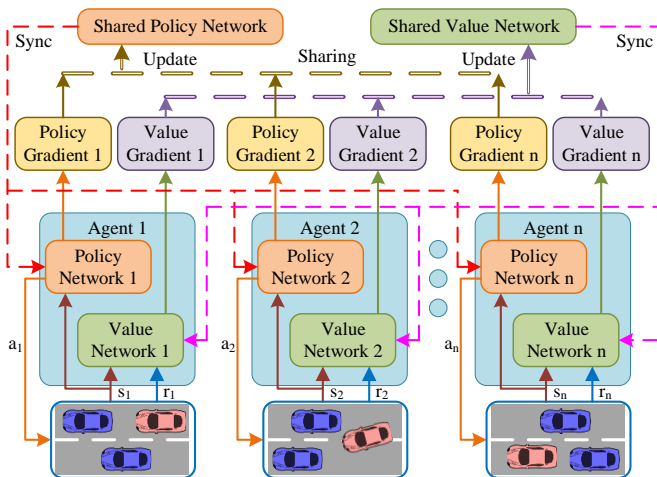 Shared Policy Network
Shared Value Network
Sync
Update
Sharing
Update
Sync
Policy
Gradient 1
Value
Gradient 1
Policy
Gradient 2
Value
Gradient 2
Policy
Gradient n
Value
Gradient n
Agent 1
Policy
Network 1
Value
Network 1
a1
s1
r1
Agent 2
Policy
Network 2
Value
Network 2
a2
s2
r2
Agent n
Policy
Network n
Value
Network n
an
sn
rn